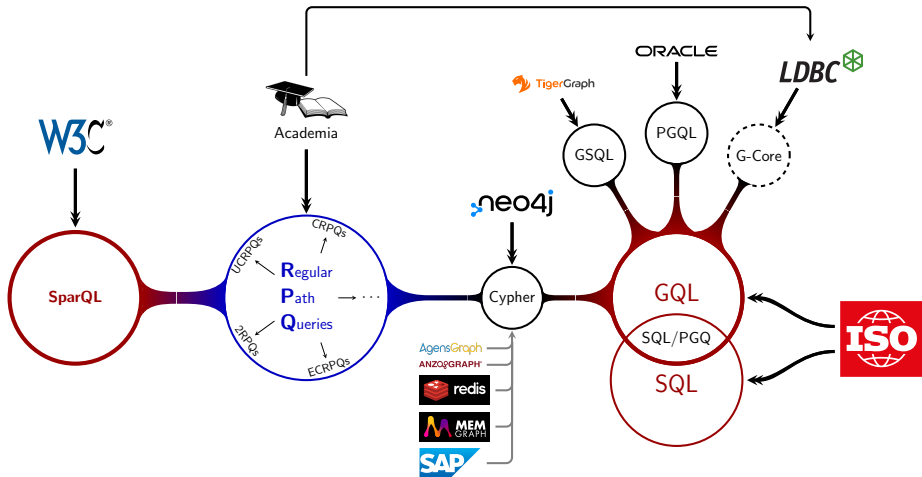 ORACLE
LDBC
TigerGraph
Academia
W3C®
PGQL
GSQL
G-Core
neo4j
CRPQs
UCRPQs
Regular
Path
Queries
...
2RPQs
ECRPQs
SparQL
Cypher
GQL
SQL/PGQ
SQL
ISO
AgensGraph
ANZOGRAPH
redis
MEM
GRAPH
SAP